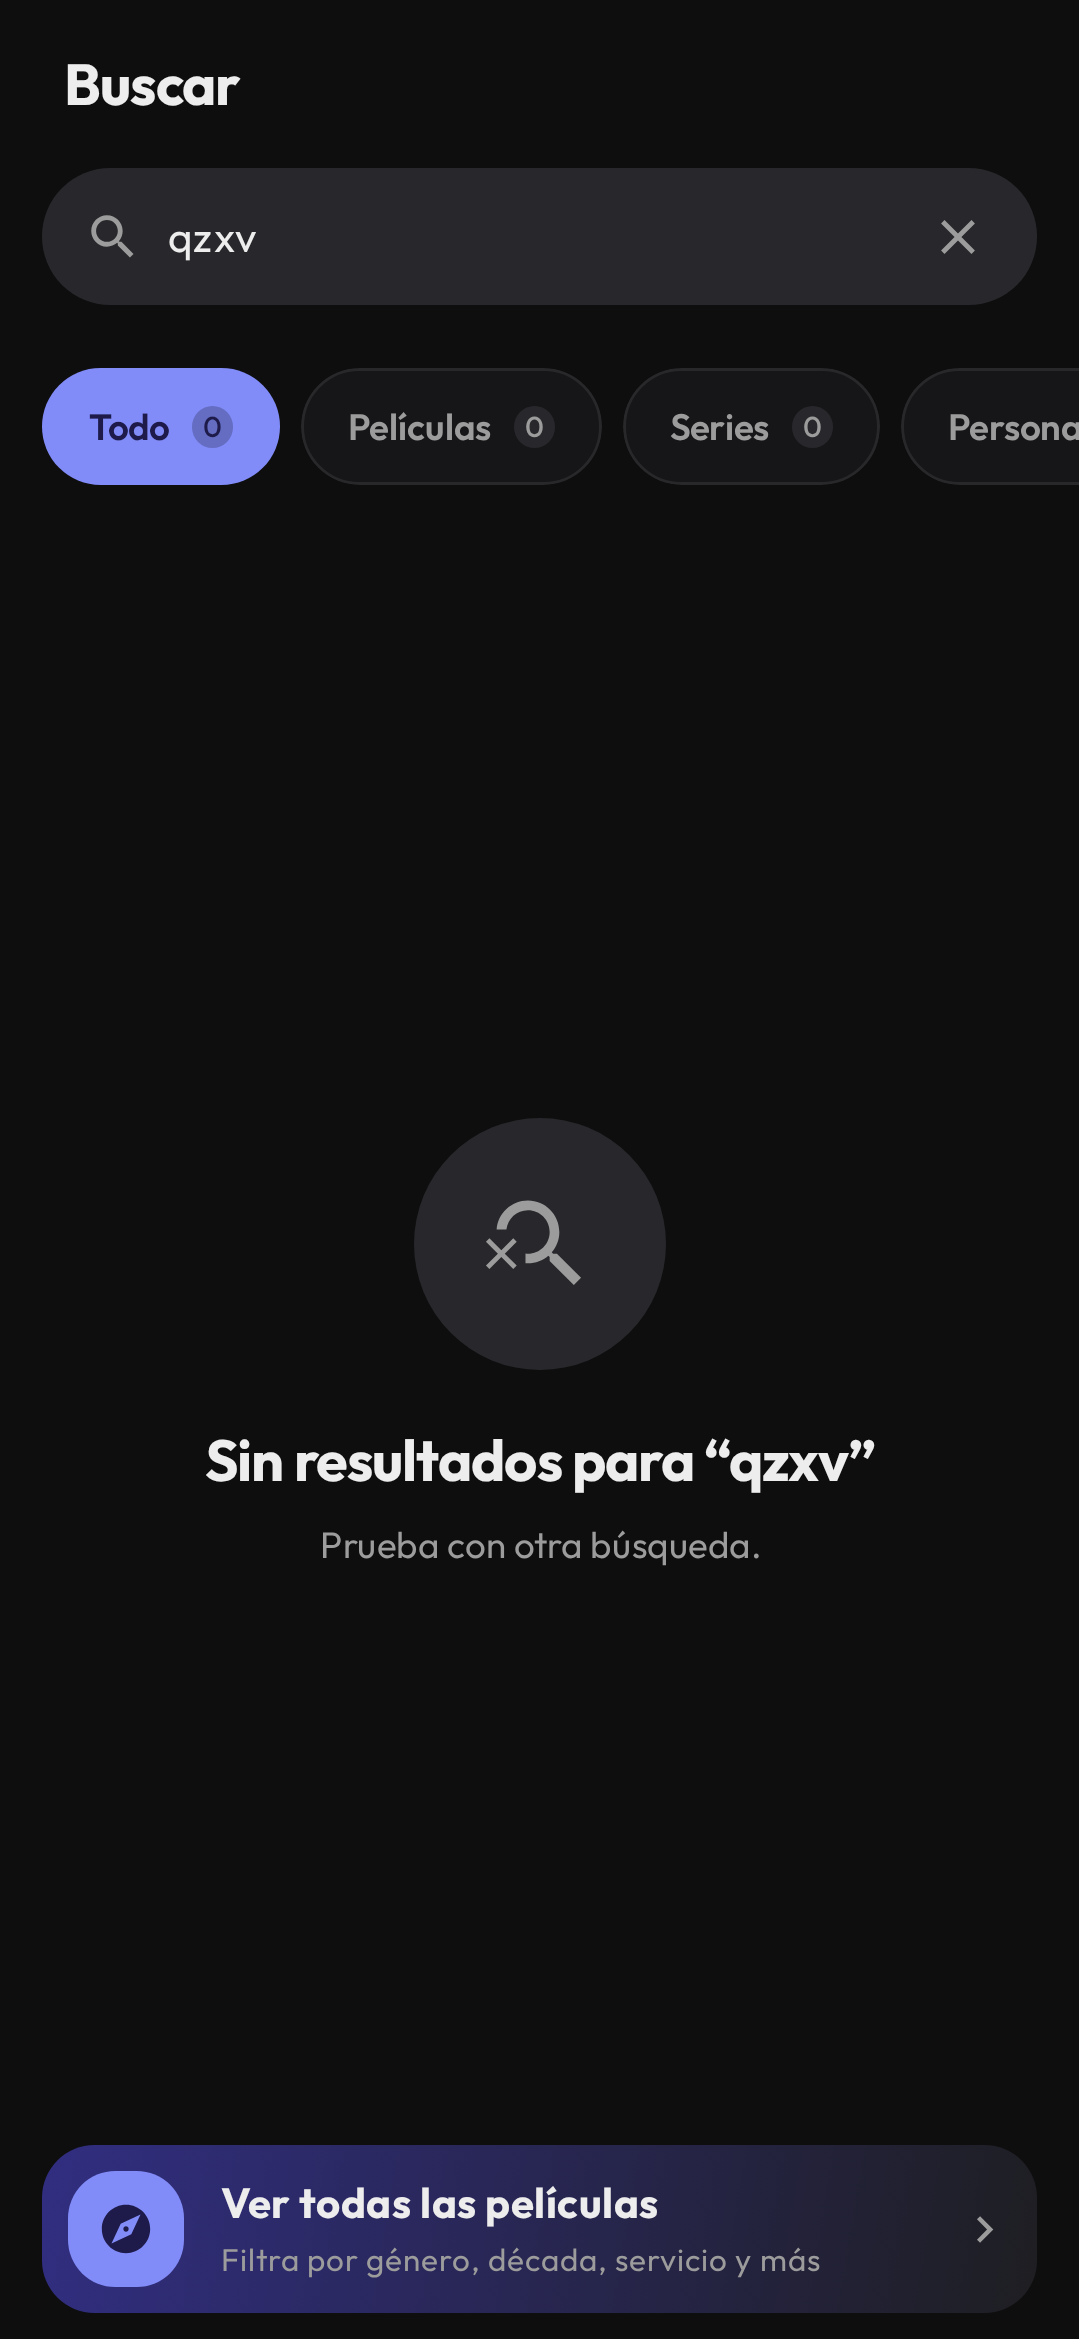 Buscar
qzxv
Todo 0 Películas 0 Series 0 Persona
Sin resultados para “qzxv”
Prueba con otra búsqueda.
Ver todas las películas
Filtra por género, década, servicio y más